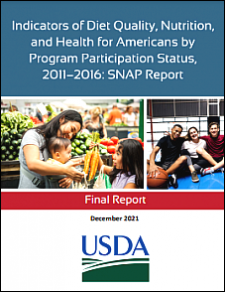 Indicators of Diet Quality, Nutrition,
and Health for Americans by
Program Participation Status,
2011–2016: SNAP Report
Final Report
December 2021
USDA